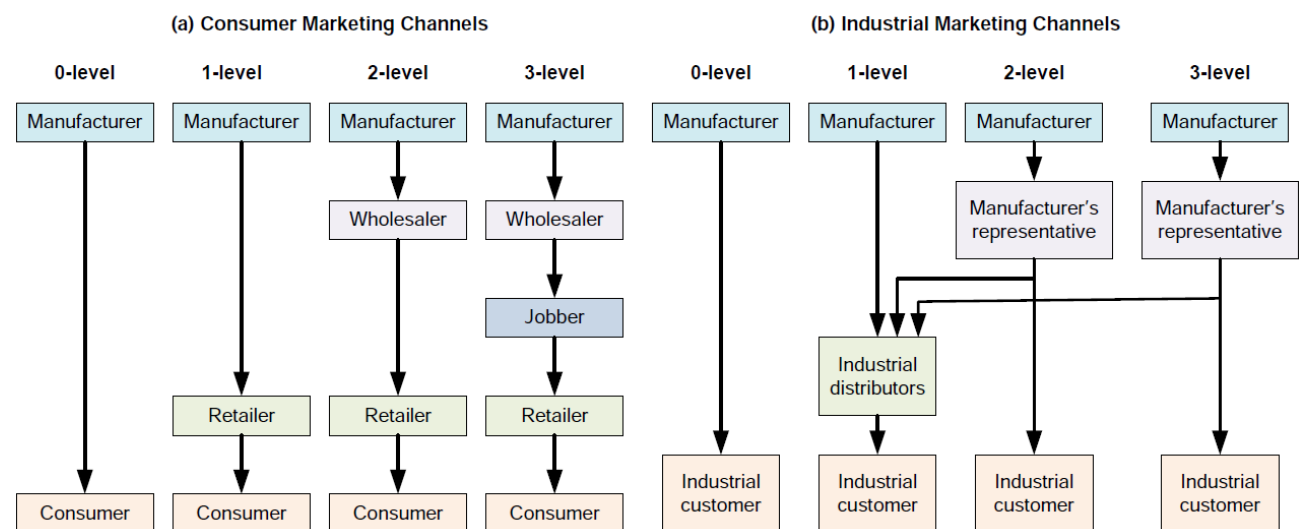 (a) Consumer Marketing Channels
0-level 1-level 2-level 3-level
Manufacturer Manufacturer Manufacturer Manufacturer
Wholesaler Wholesaler
Jobber
Retailer Retailer Retailer
Consumer Consumer Consumer Consumer
(b) Industrial Marketing Channels
0-level 1-level 2-level 3-level
Manufacturer Manufacturer Manufacturer Manufacturer
Manufacturer's Manufacturer's
representative representative
Industrial
distributors
Industrial Industrial Industrial Industrial
customer customer customer customer